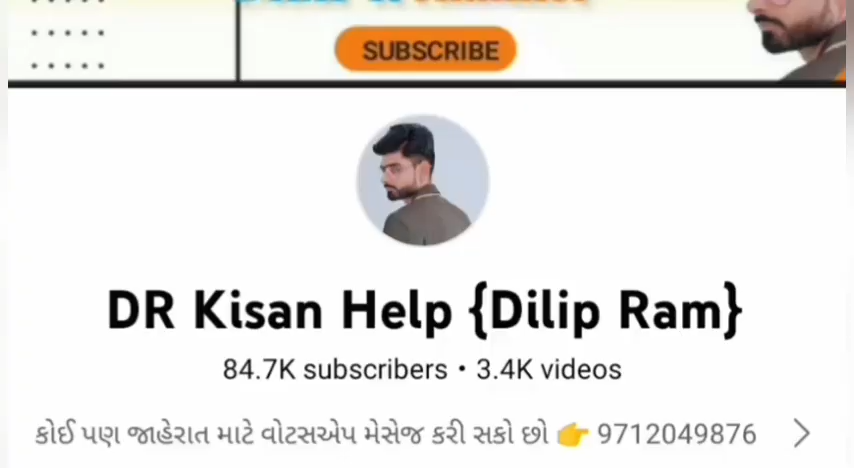 SUBSCRIBE
DR Kisan Help {Dilip Ram}
84.7K subscribers • 3.4K videos
કોઈ પણ જાહેરાત માટે વોટસએપ મેસેજ કરી સકો છો 👉 9712049876